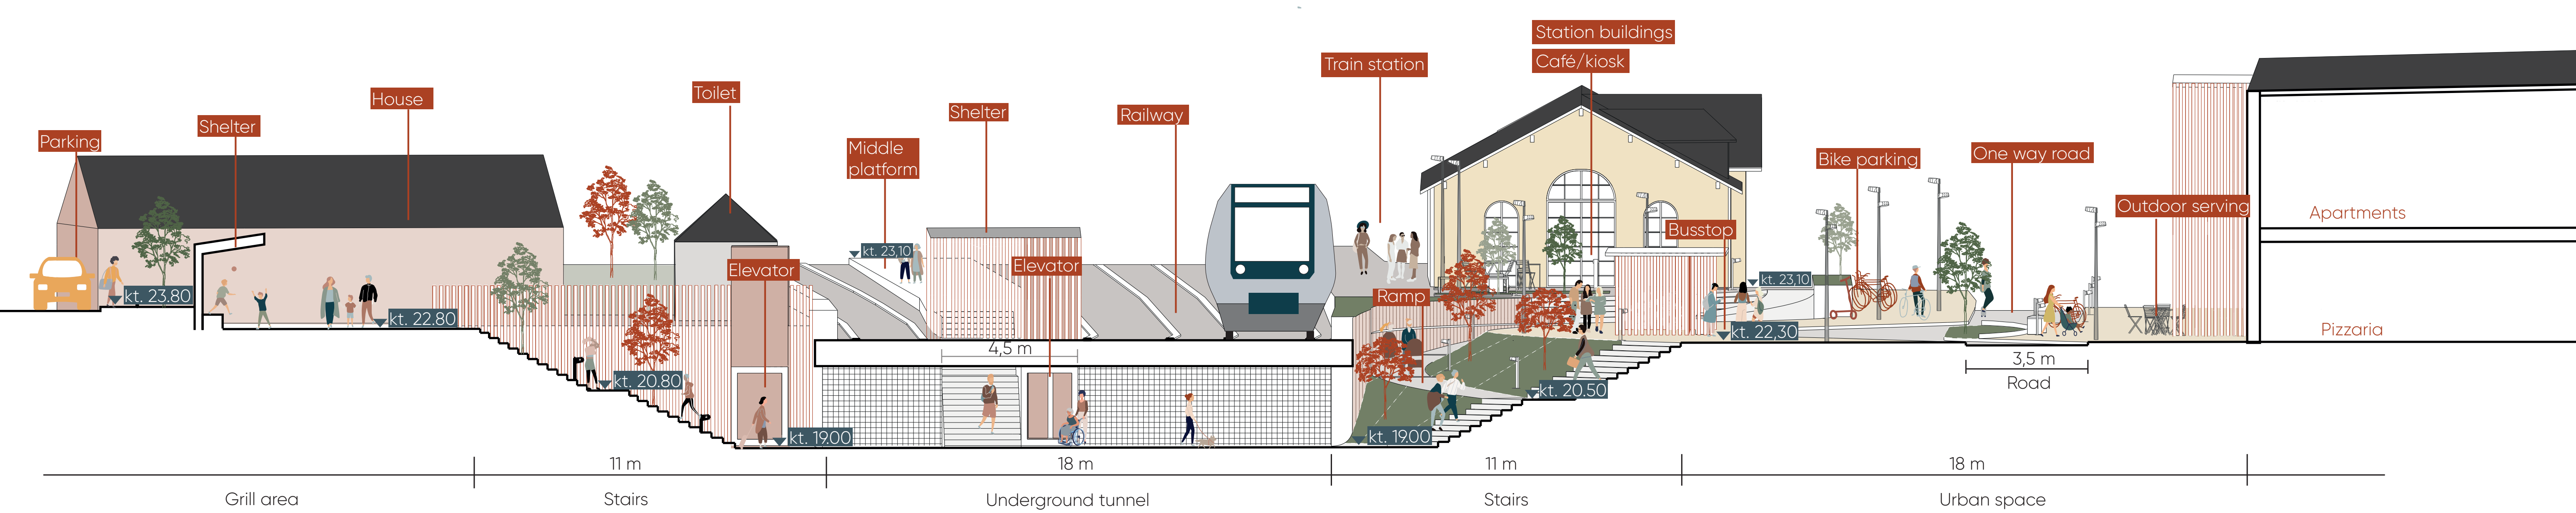 Station buildings
Café/kiosk
Train station
House
Toilet
Shelter
Railway
Shelter
Parking
Middle
platform
Bike parking
One way road
Outdoor serving
Apartments
Busstop
kt. 23,10
Elevator
Elevator
kt. 23,10
kt. 23.80
Ramp
kt. 22.80
kt. 22,30
Pizzaria
4,5 m
3,5 m
Road
kt. 20.80
kt. 20.50
kt. 19.00
kt. 19.00
11 m
18 m
11 m
18 m
Grill area
Stairs
Underground tunnel
Stairs
Urban space